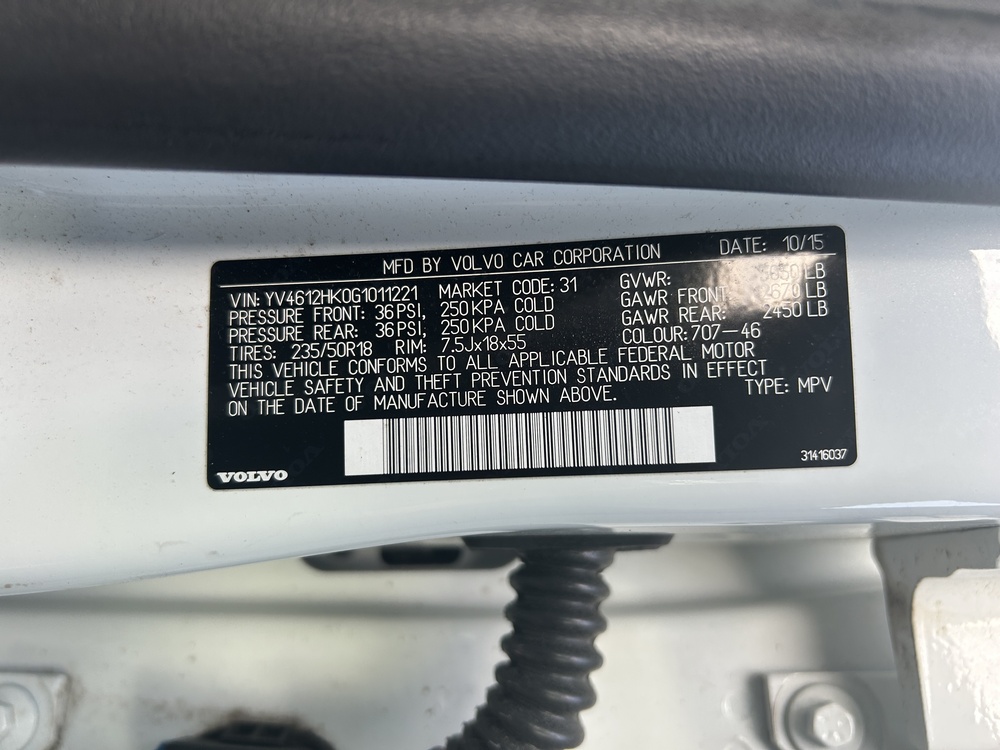 MFD BY VOLVO CAR CORPORATION DATE: 10/15
VIN: YV4612HK0G1011221 MARKET CODE: 31 GVWR: LB
PRESSURE FRONT: 36 PSI, 250 KPA COLD GAWR FRONT LB
PRESSURE REAR: 36 PSI, 250 KPA COLD GAWR REAR: 2450 LB
TIRES: 235/50R18 RIM: 7.5Jx18x55 COLOUR: 707-46
THIS VEHICLE CONFORMS TO ALL APPLICABLE FEDERAL MOTOR
VEHICLE SAFETY AND THEFT PREVENTION STANDARDS IN EFFECT
ON THE DATE OF MANUFACTURE SHOWN ABOVE. TYPE: MPV
VOLVO 31416037